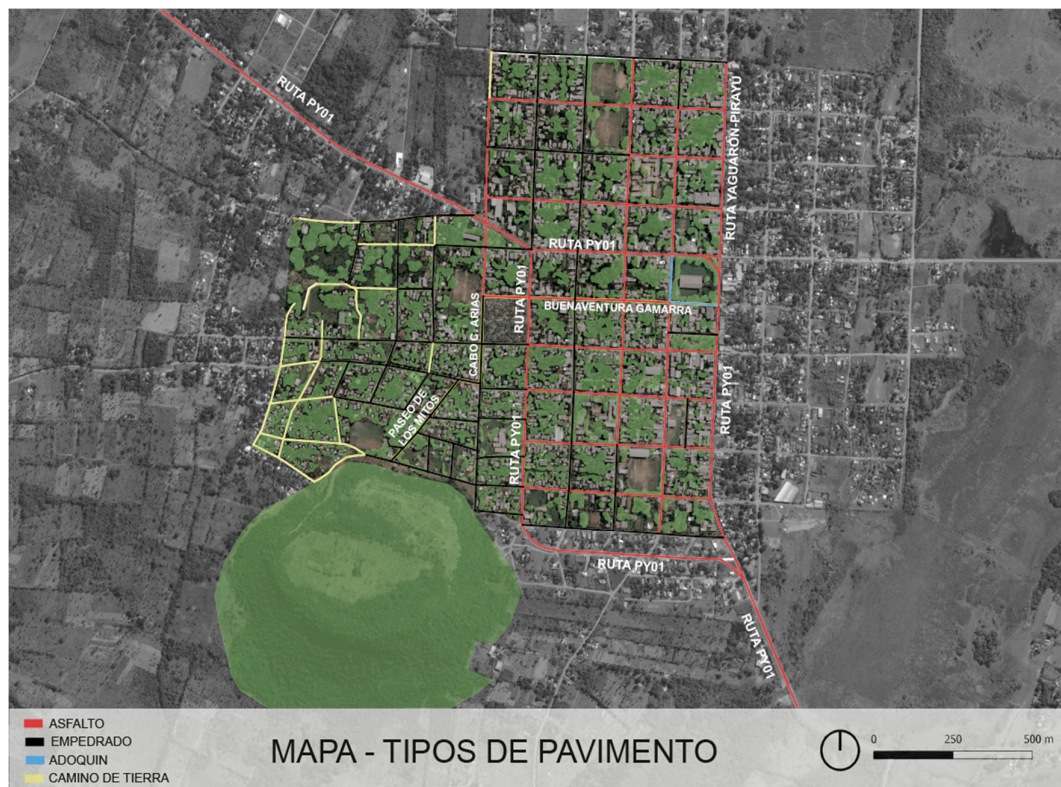 RUTA PY01
RUTA YAGUARÓN-PIRAYU
RUTA PY01
RUTA PY01
BUENAVENTURA GAMARRA
CABO C. ARIAS
PASEO DE
LOS MITOS
RUTA PY01
RUTA PY01
RUTA PY01
RUTA PY01
ASFALTO
EMPEDRADO
ADOQUIN
CAMINO DE TIERRA
MAPA - TIPOS DE PAVIMENTO
0 250 500 m